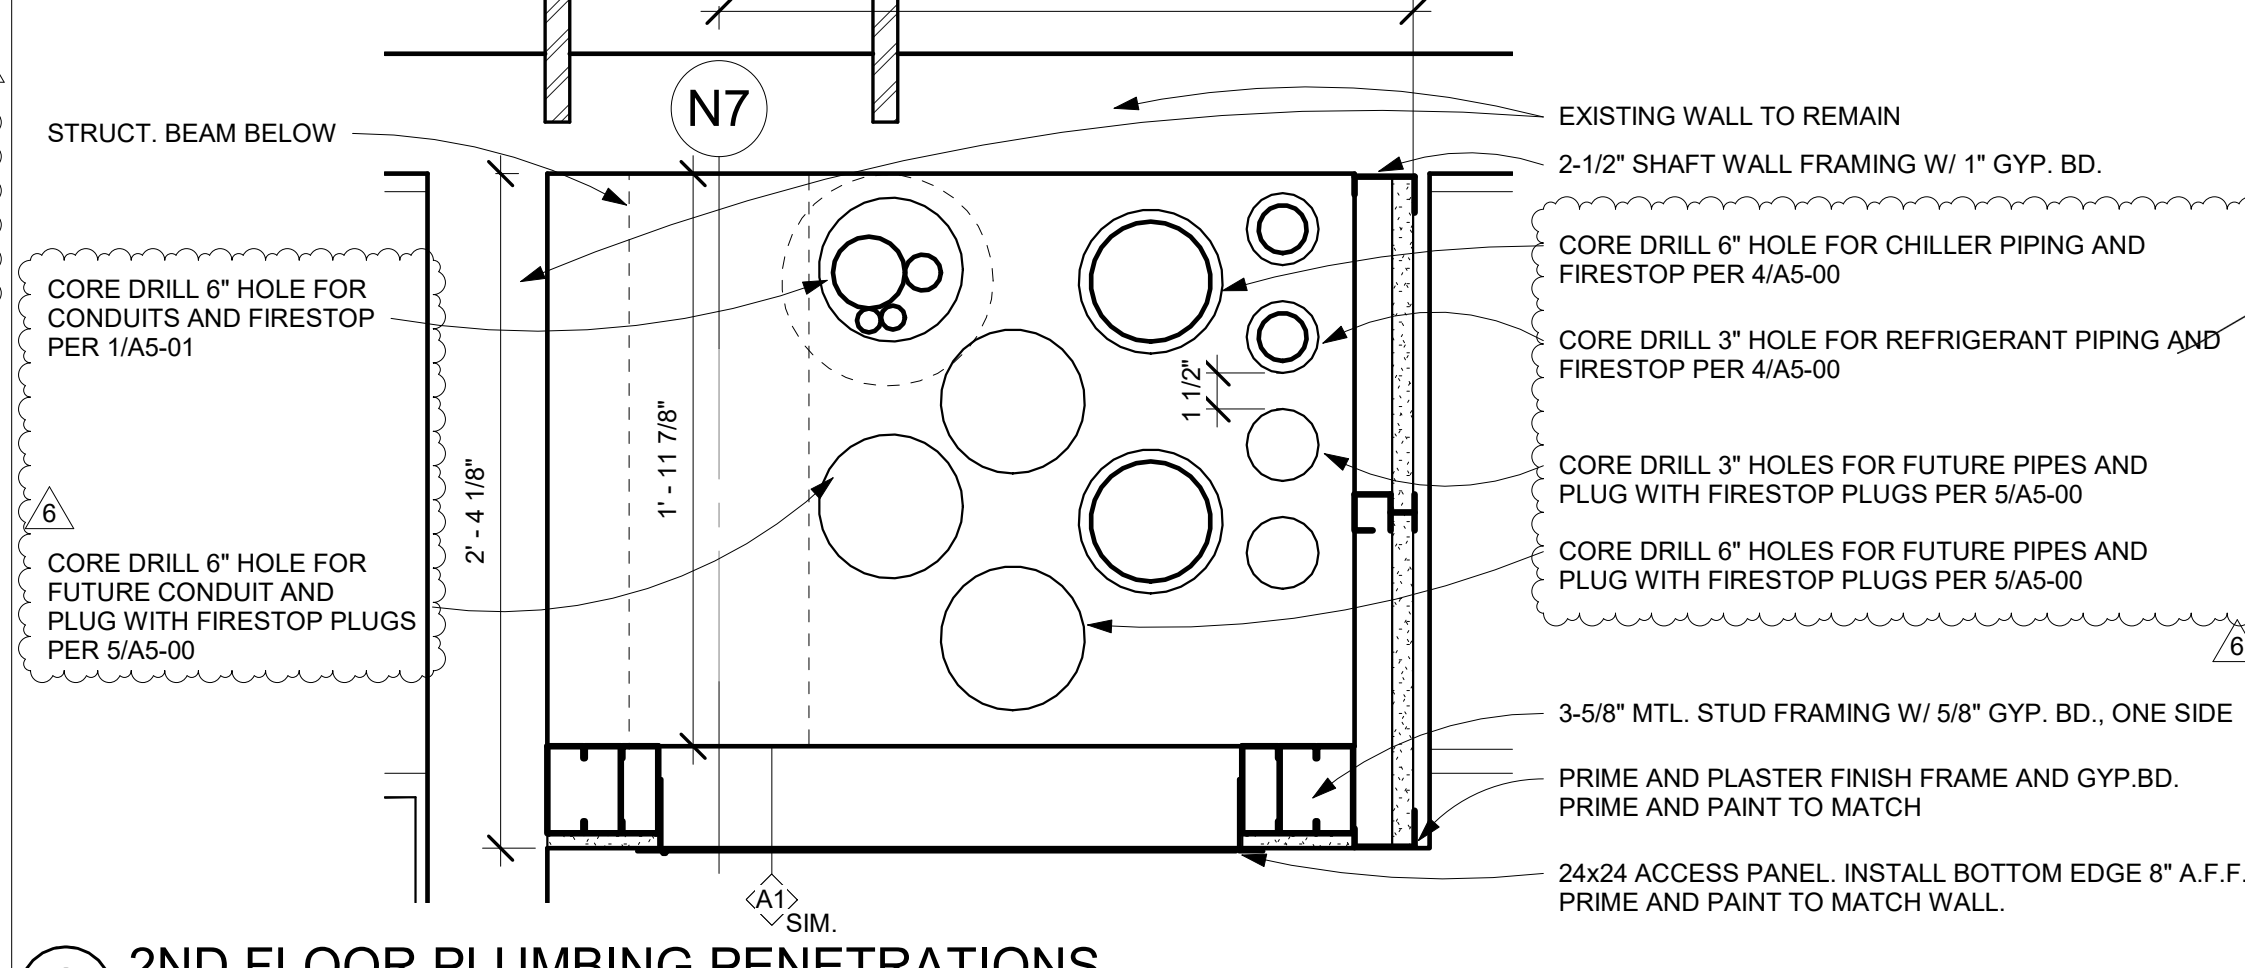 N7
STRUCT. BEAM BELOW
EXISTING WALL TO REMAIN
2-1/2" SHAFT WALL FRAMING W/ 1" GYP. BD.
CORE DRILL 6" HOLE FOR
CONDUITS AND FIRESTOP
PER 1/A5-01
6
CORE DRILL 6" HOLE FOR
FUTURE CONDUIT AND
PLUG WITH FIRESTOP PLUGS
PER 5/A5-00
2' - 4 1/8"
1' - 11 7/8"
1 1/2"
CORE DRILL 6" HOLE FOR CHILLER PIPING AND
FIRESTOP PER 4/A5-00
CORE DRILL 3" HOLE FOR REFRIGERANT PIPING AND
FIRESTOP PER 4/A5-00
CORE DRILL 3" HOLES FOR FUTURE PIPES AND
PLUG WITH FIRESTOP PLUGS PER 5/A5-00
CORE DRILL 6" HOLES FOR FUTURE PIPES AND
PLUG WITH FIRESTOP PLUGS PER 5/A5-00
6
3-5/8" MTL. STUD FRAMING W/ 5/8" GYP. BD., ONE SIDE
PRIME AND PLASTER FINISH FRAME AND GYP.BD.
PRIME AND PAINT TO MATCH
24x24 ACCESS PANEL. INSTALL BOTTOM EDGE 8" A.F.F.
PRIME AND PAINT TO MATCH WALL.
A1
SIM.
2ND FLOOR PLUMBING PENETRATIONS